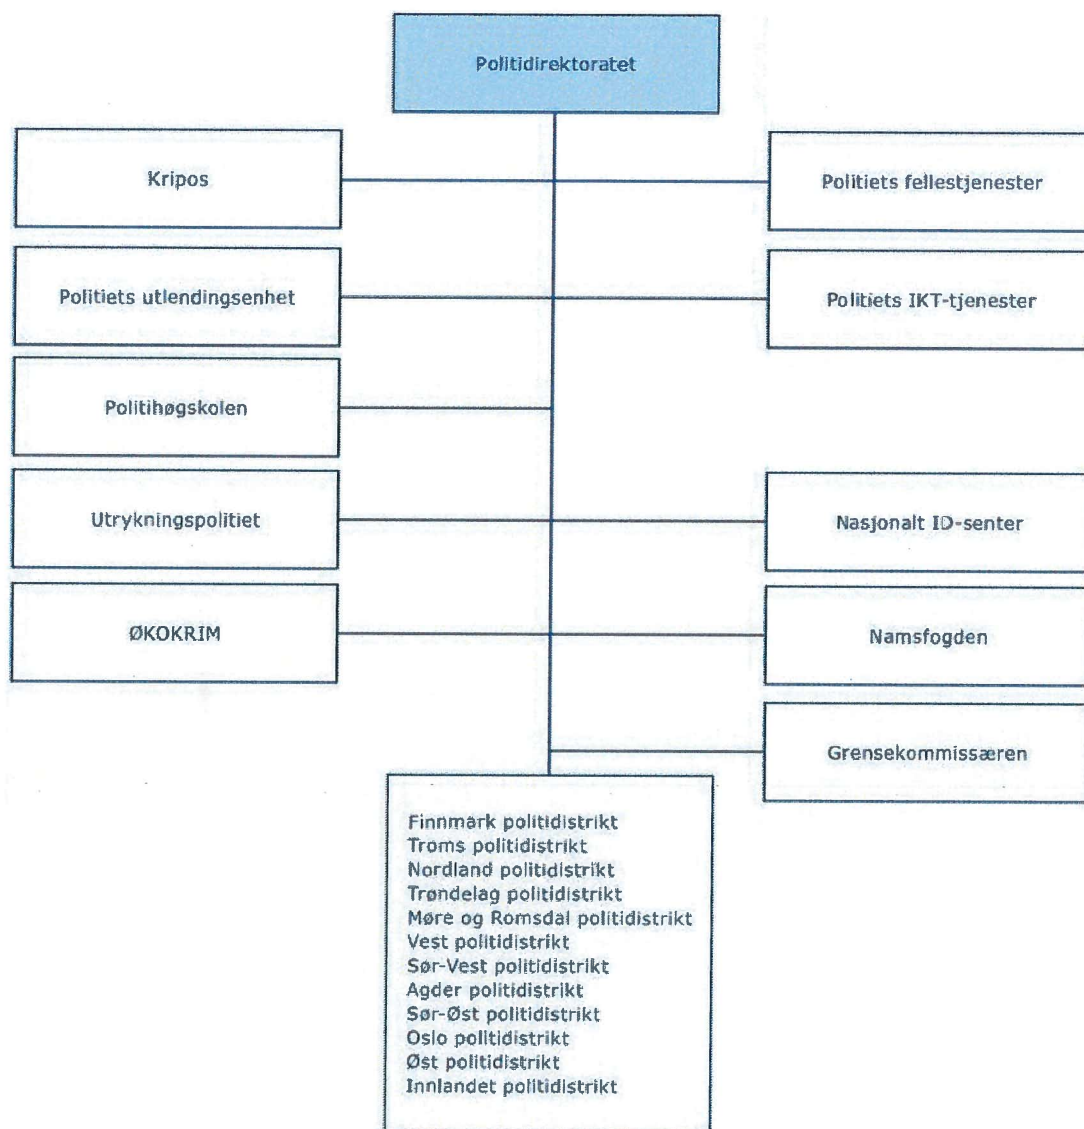 Politidirektoratet
Kripos
Politiets fellestjenester
Politiets utlendingsenhet
Politiets IKT-tjenester
Politihøgskolen
Utrykningspolitiet
Nasjonalt ID-senter
ØKOKRIM
Namsfogden
Grensekommissæren
Finnmark politidistrikt
Troms politidistrikt
Nordland politidistrikt
Trøndelag politidistrikt
Møre og Romsdal politidistrikt
Vest politidistrikt
Sør-Vest politidistrikt
Agder politidistrikt
Sør-Øst politidistrikt
Oslo politidistrikt
Øst politidistrikt
Innlandet politidistrikt